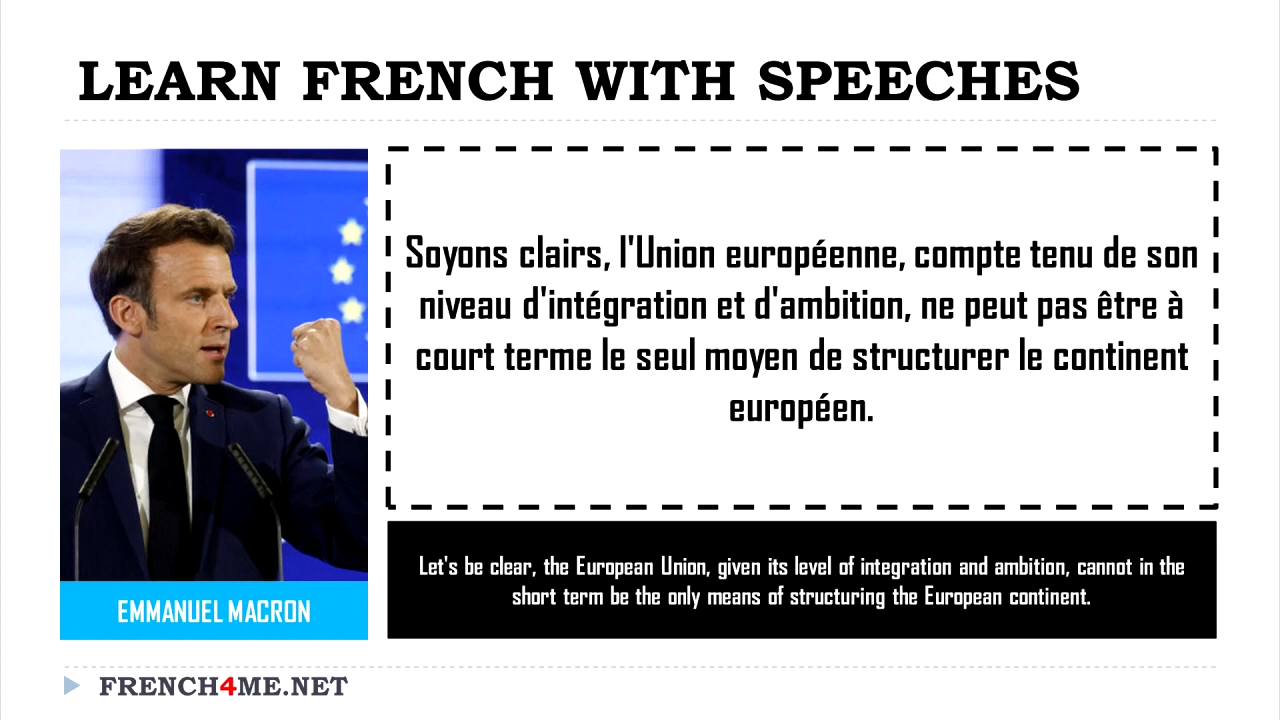 LEARN FRENCH WITH SPEECHES
Soyons clairs, l'Union européenne, compte tenu de son
niveau d'intégration et d'ambition, ne peut pas être à
court terme le seul moyen de structurer le continent
européen.
Let's be clear, the European Union, given its level of integration and ambition, cannot in the
short term be the only means of structuring the European continent.
EMMANUEL MACRON
FRENCH4ME.NET